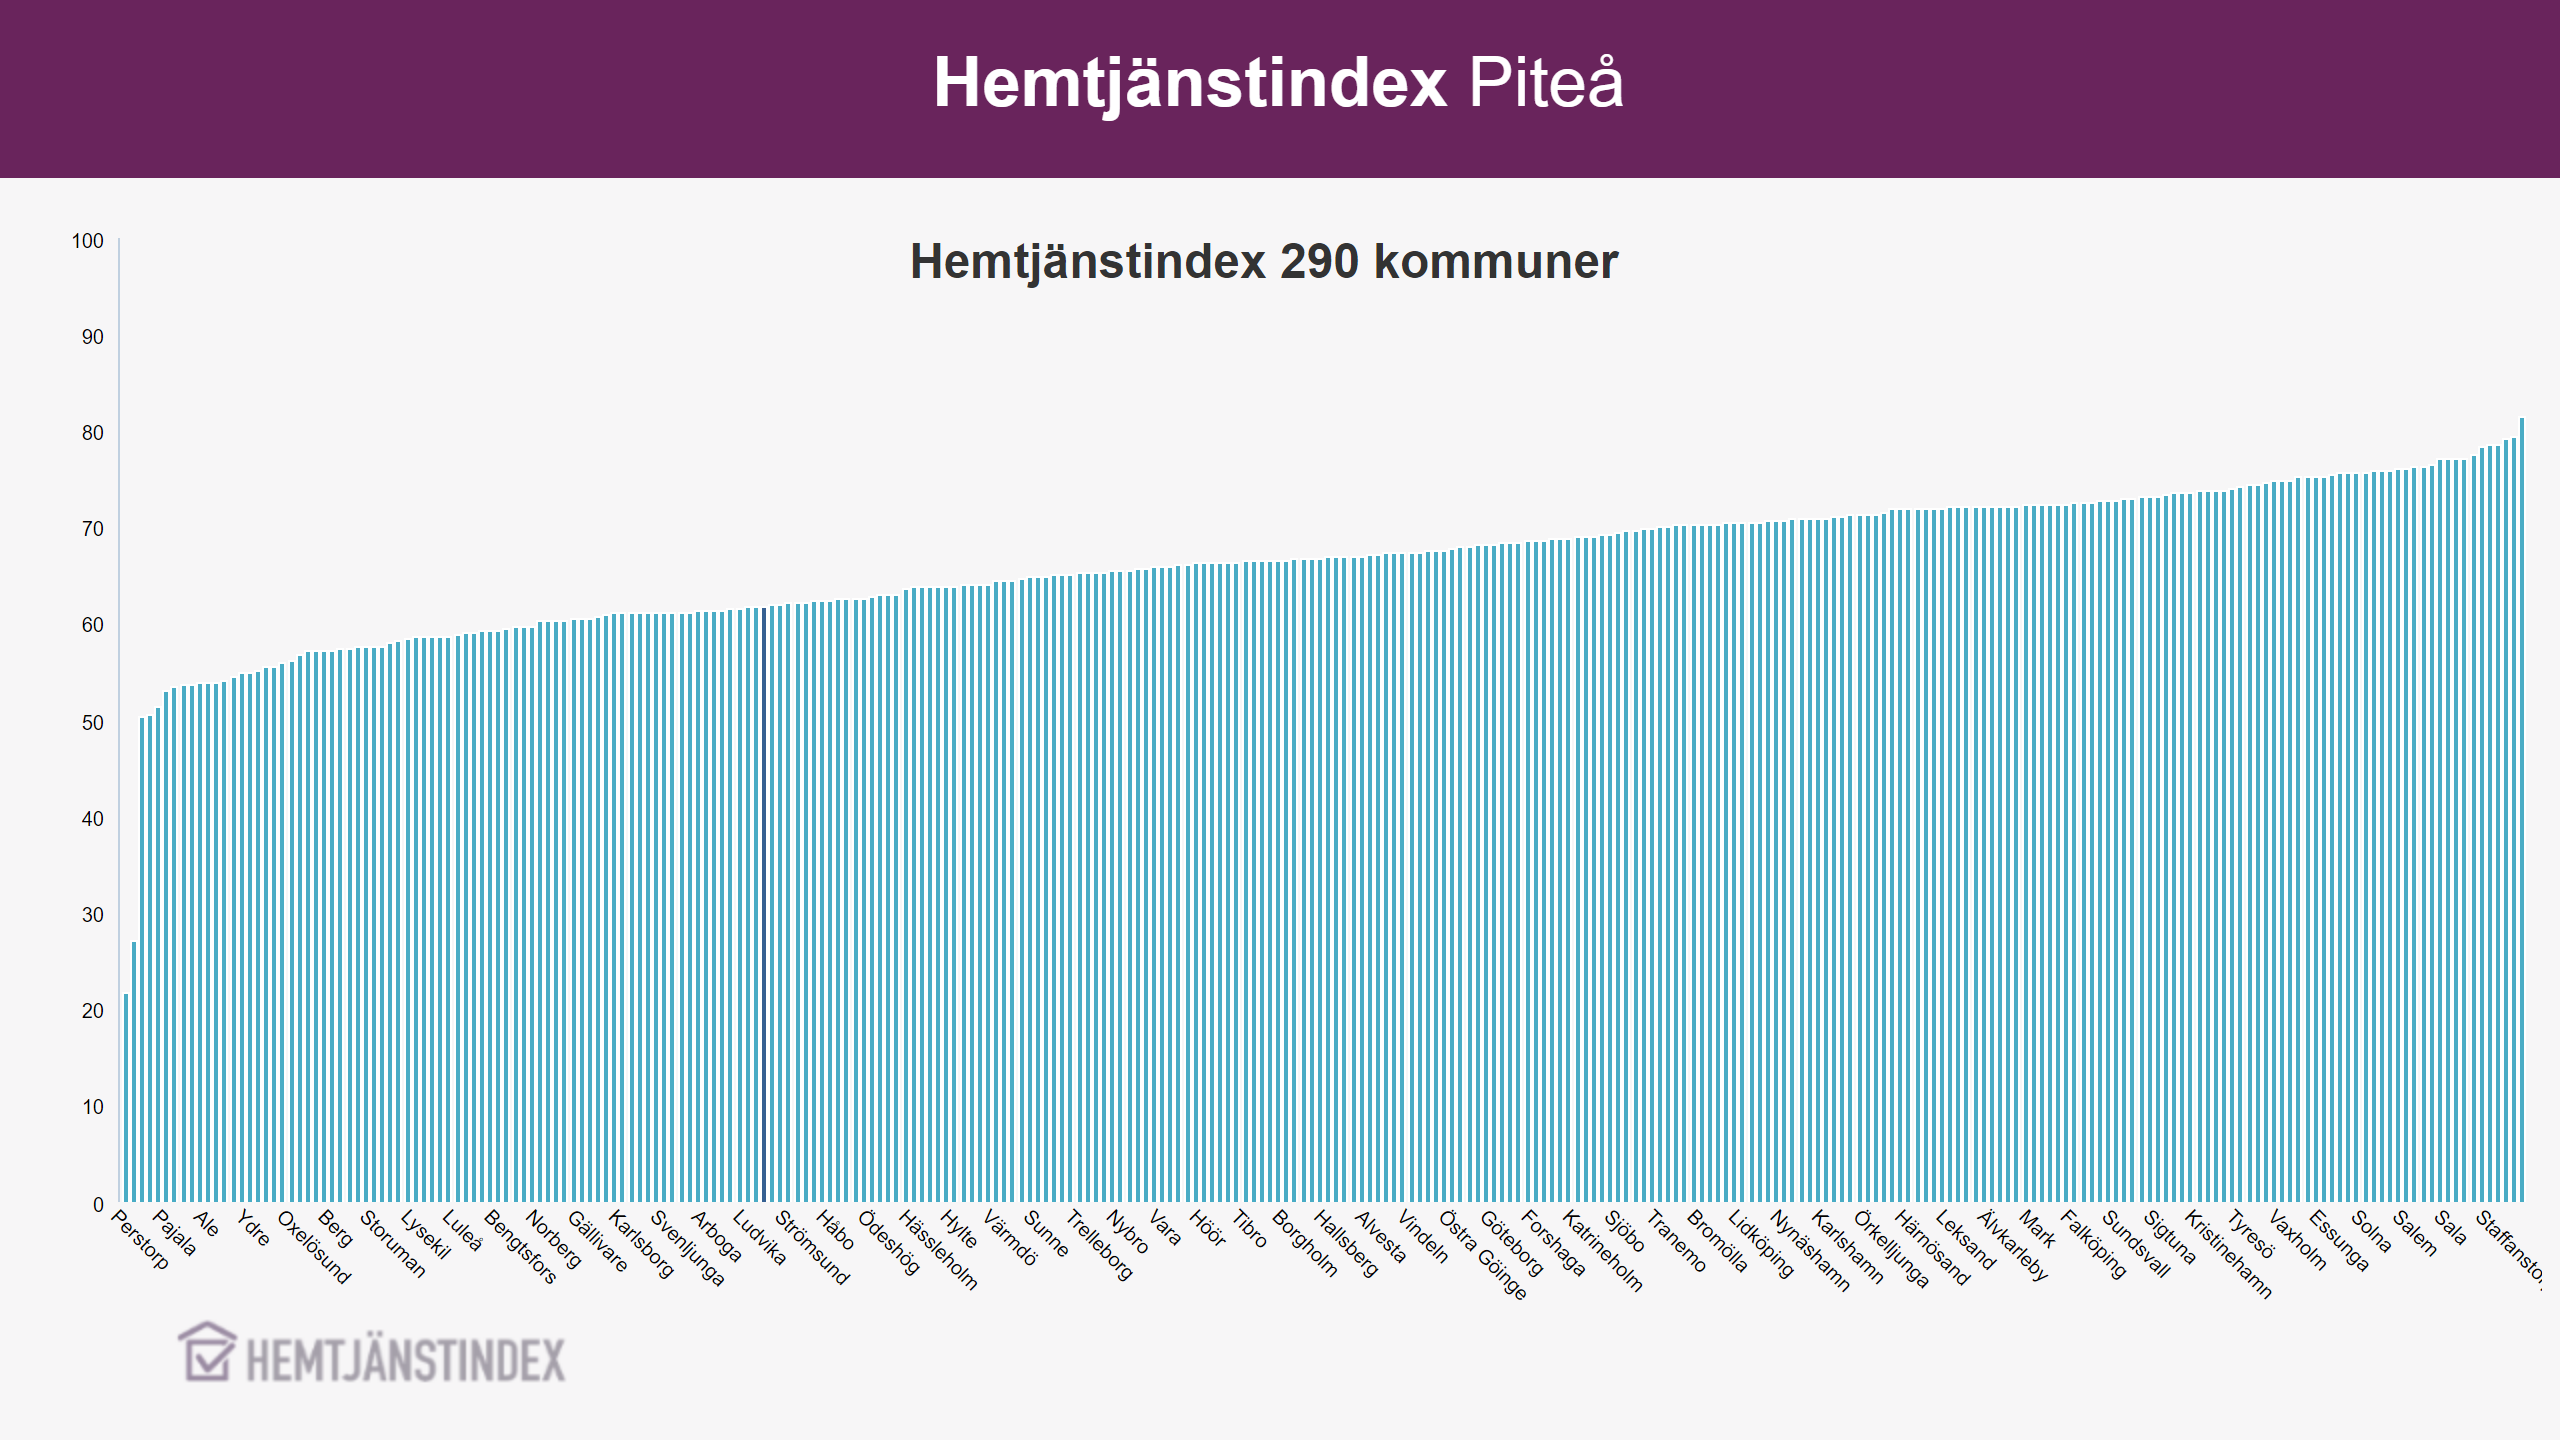 Hemtjänstindex Piteå
Hemtjänstindex 290 kommuner
100
90
80
70
60
50
40
30
20
10
0
Perstorp
Pajala
Ale
Ydre
Oxelösund
Berg
Storuman
Lysekil
Luleå
Bengtsfors
Norberg
Gällivare
Karlsborg
Svenljunga
Arboga
Ludvika
Strömsund
Håbo
Ödeshög
Hässleholm
Hylte
Värmdö
Sunne
Trelleborg
Nybro
Vara
Höör
Tibro
Borgholm
Hallsberg
Alvesta
Vindeln
Östra Göinge
Göteborg
Forshaga
Katrineholm
Sjöbo
Tranemo
Bromölla
Lidköping
Nynäshamn
Karlshamn
Örkelljunga
Härnösand
Leksand
Älvkarleby
Mark
Falköping
Sundsvall
Sigtuna
Kristinehamn
Tyresö
Vaxholm
Essunga
Solna
Salem
Sala
Staffanstor
HEMTJÄNSTINDEX